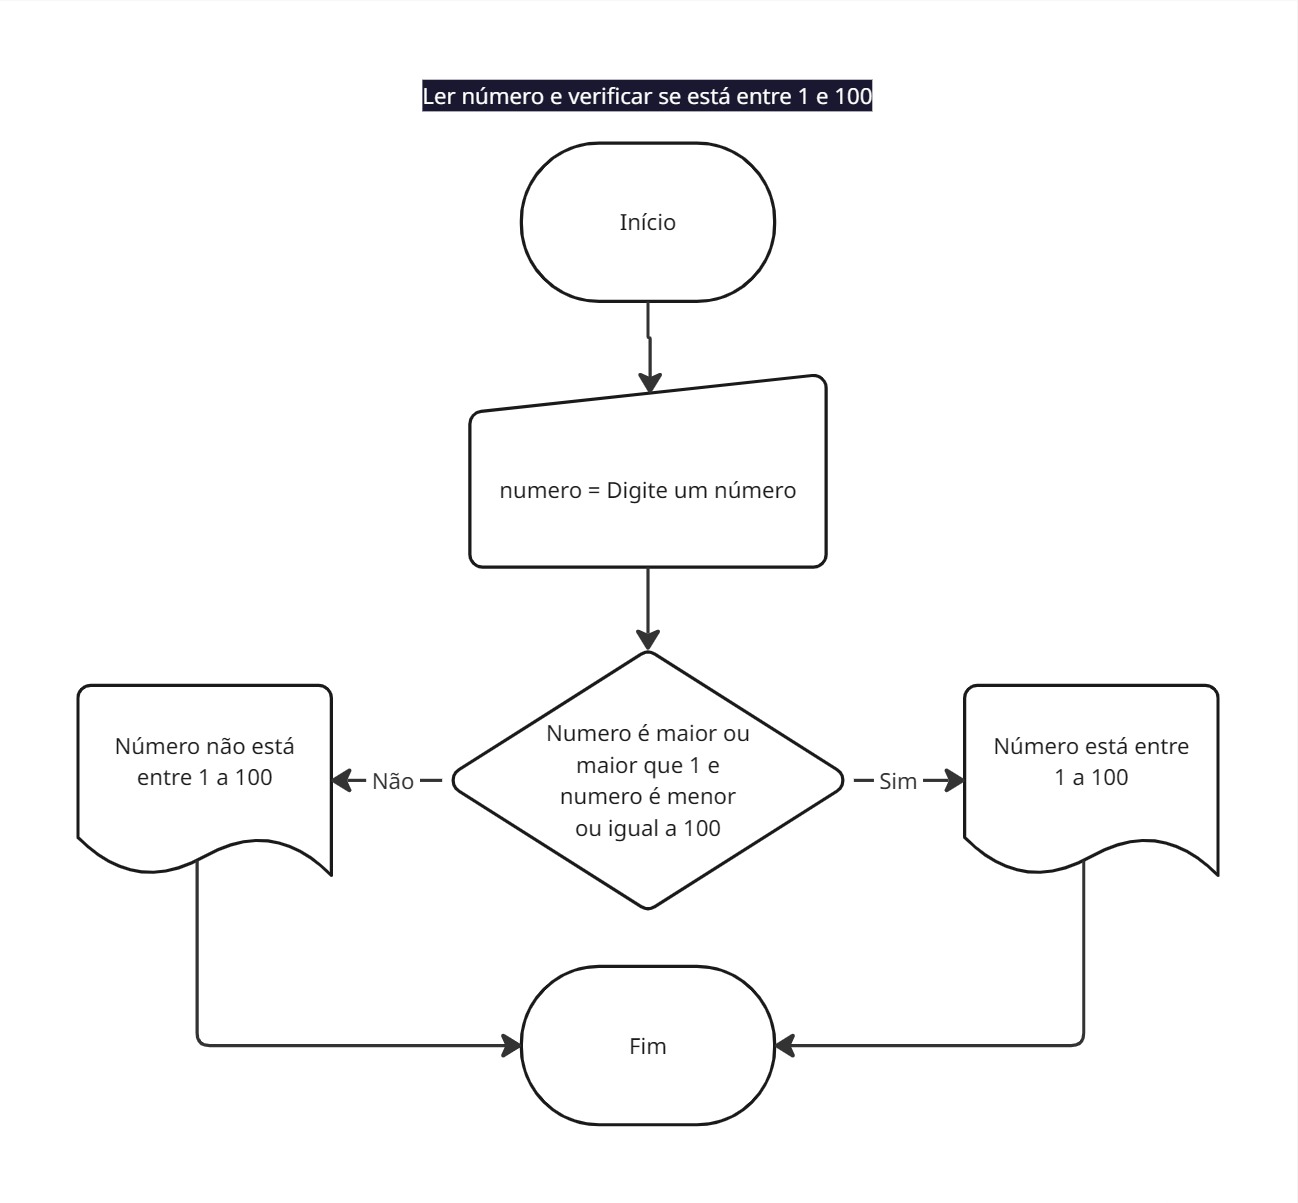 Ler número e verificar se está entre 1 e 100
Início
numero = Digite um número
Número não está
entre 1 a 100
Não
Numero é maior ou
maior que 1 e
numero é menor
ou igual a 100
Sim
Número está entre
1 a 100
Fim